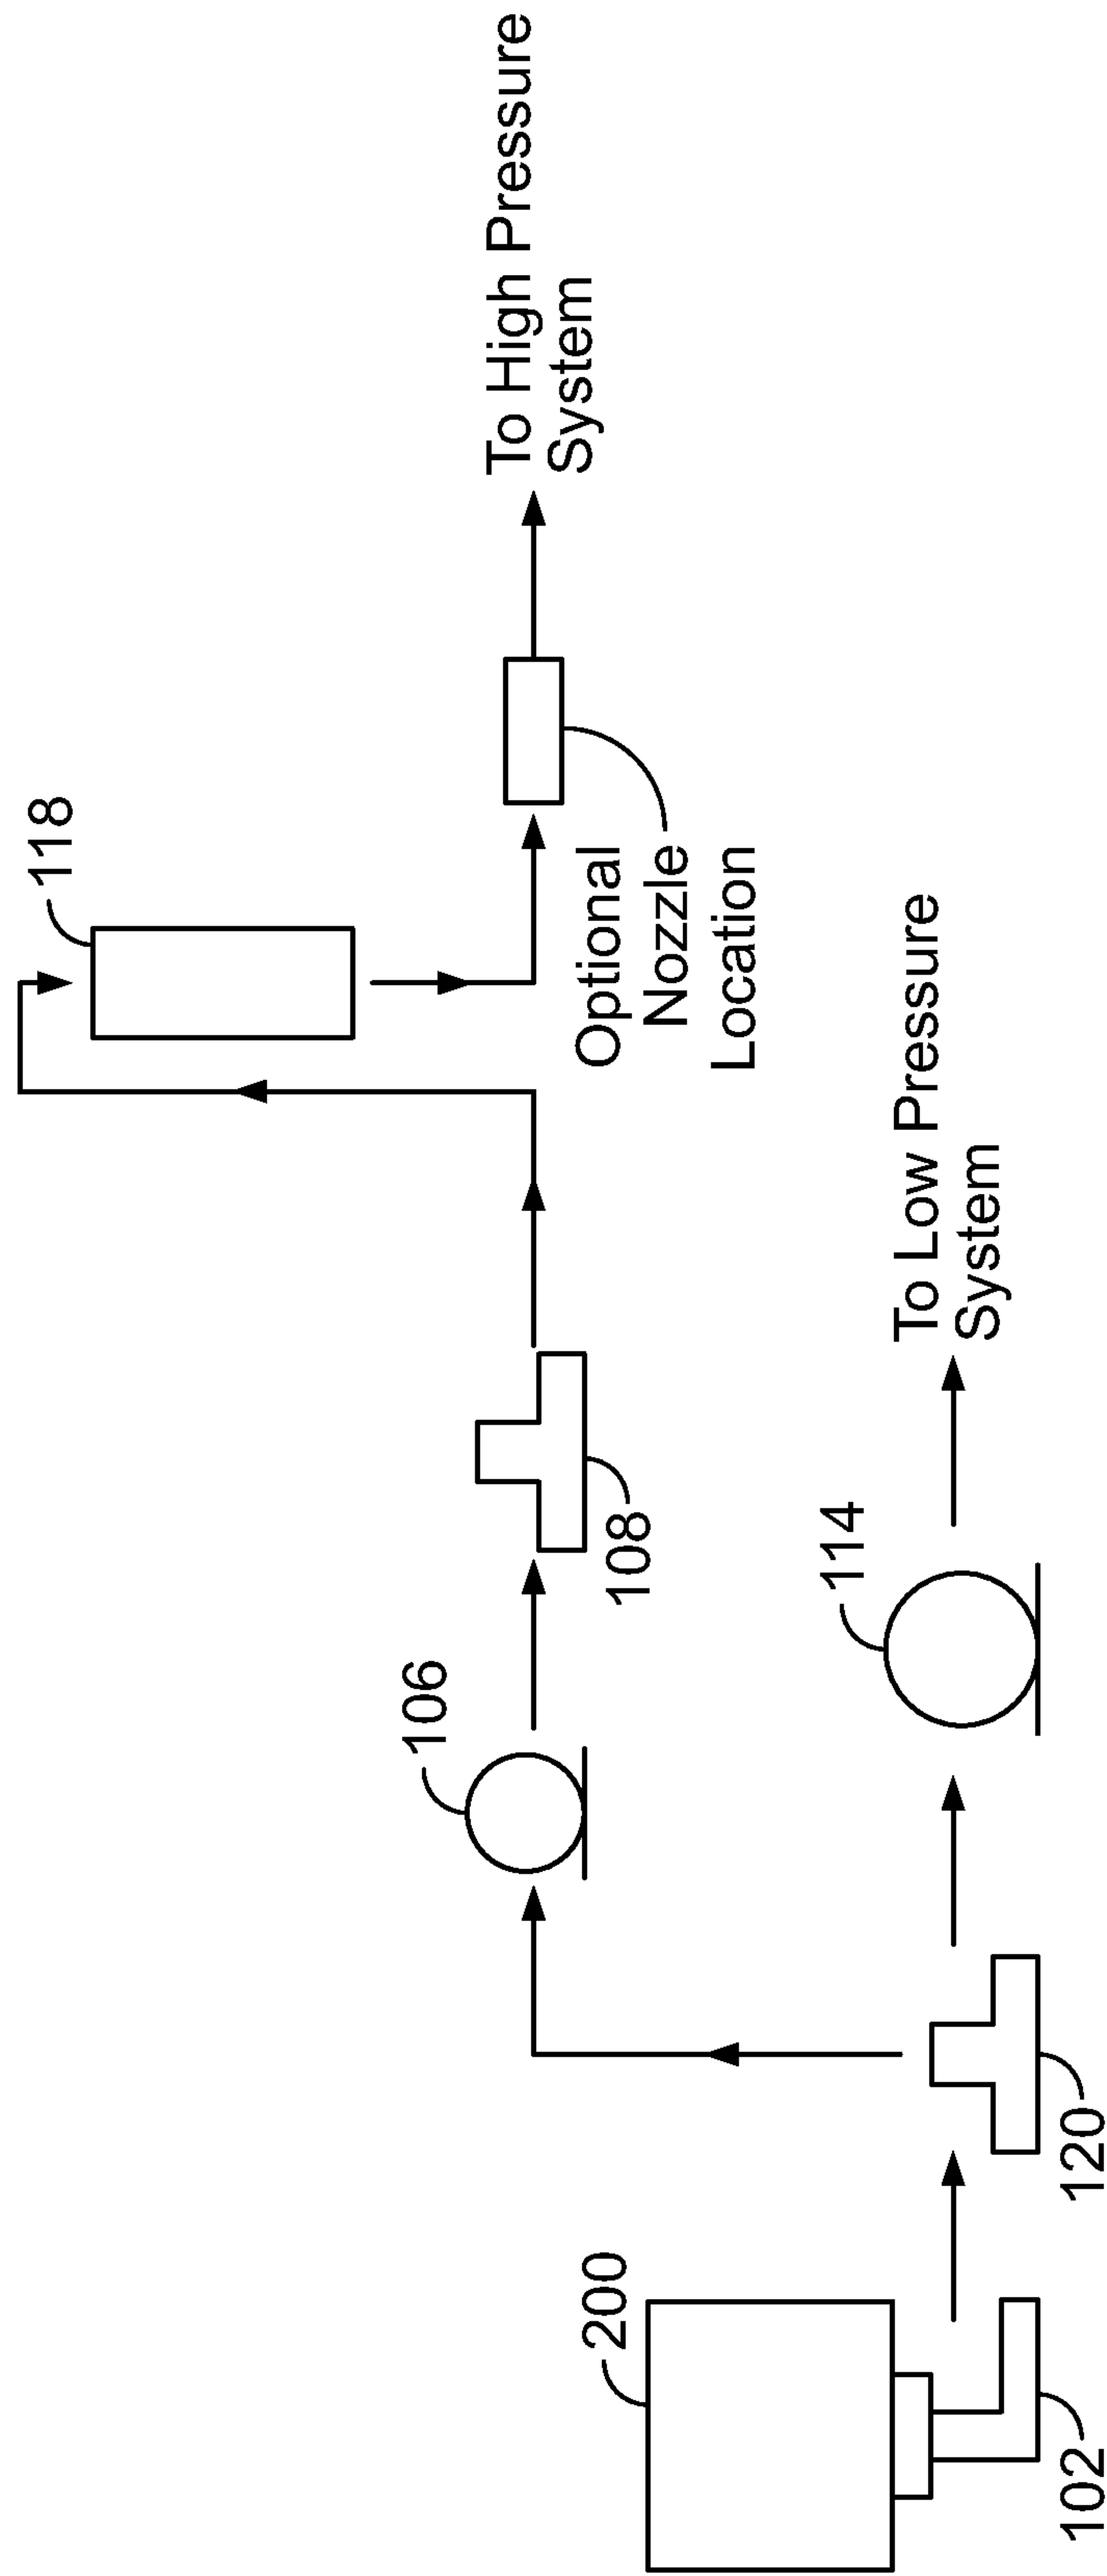 118
To High Pressure
System
106
Optional
Nozzle
Location
108
200
114
To Low Pressure
System
102
120